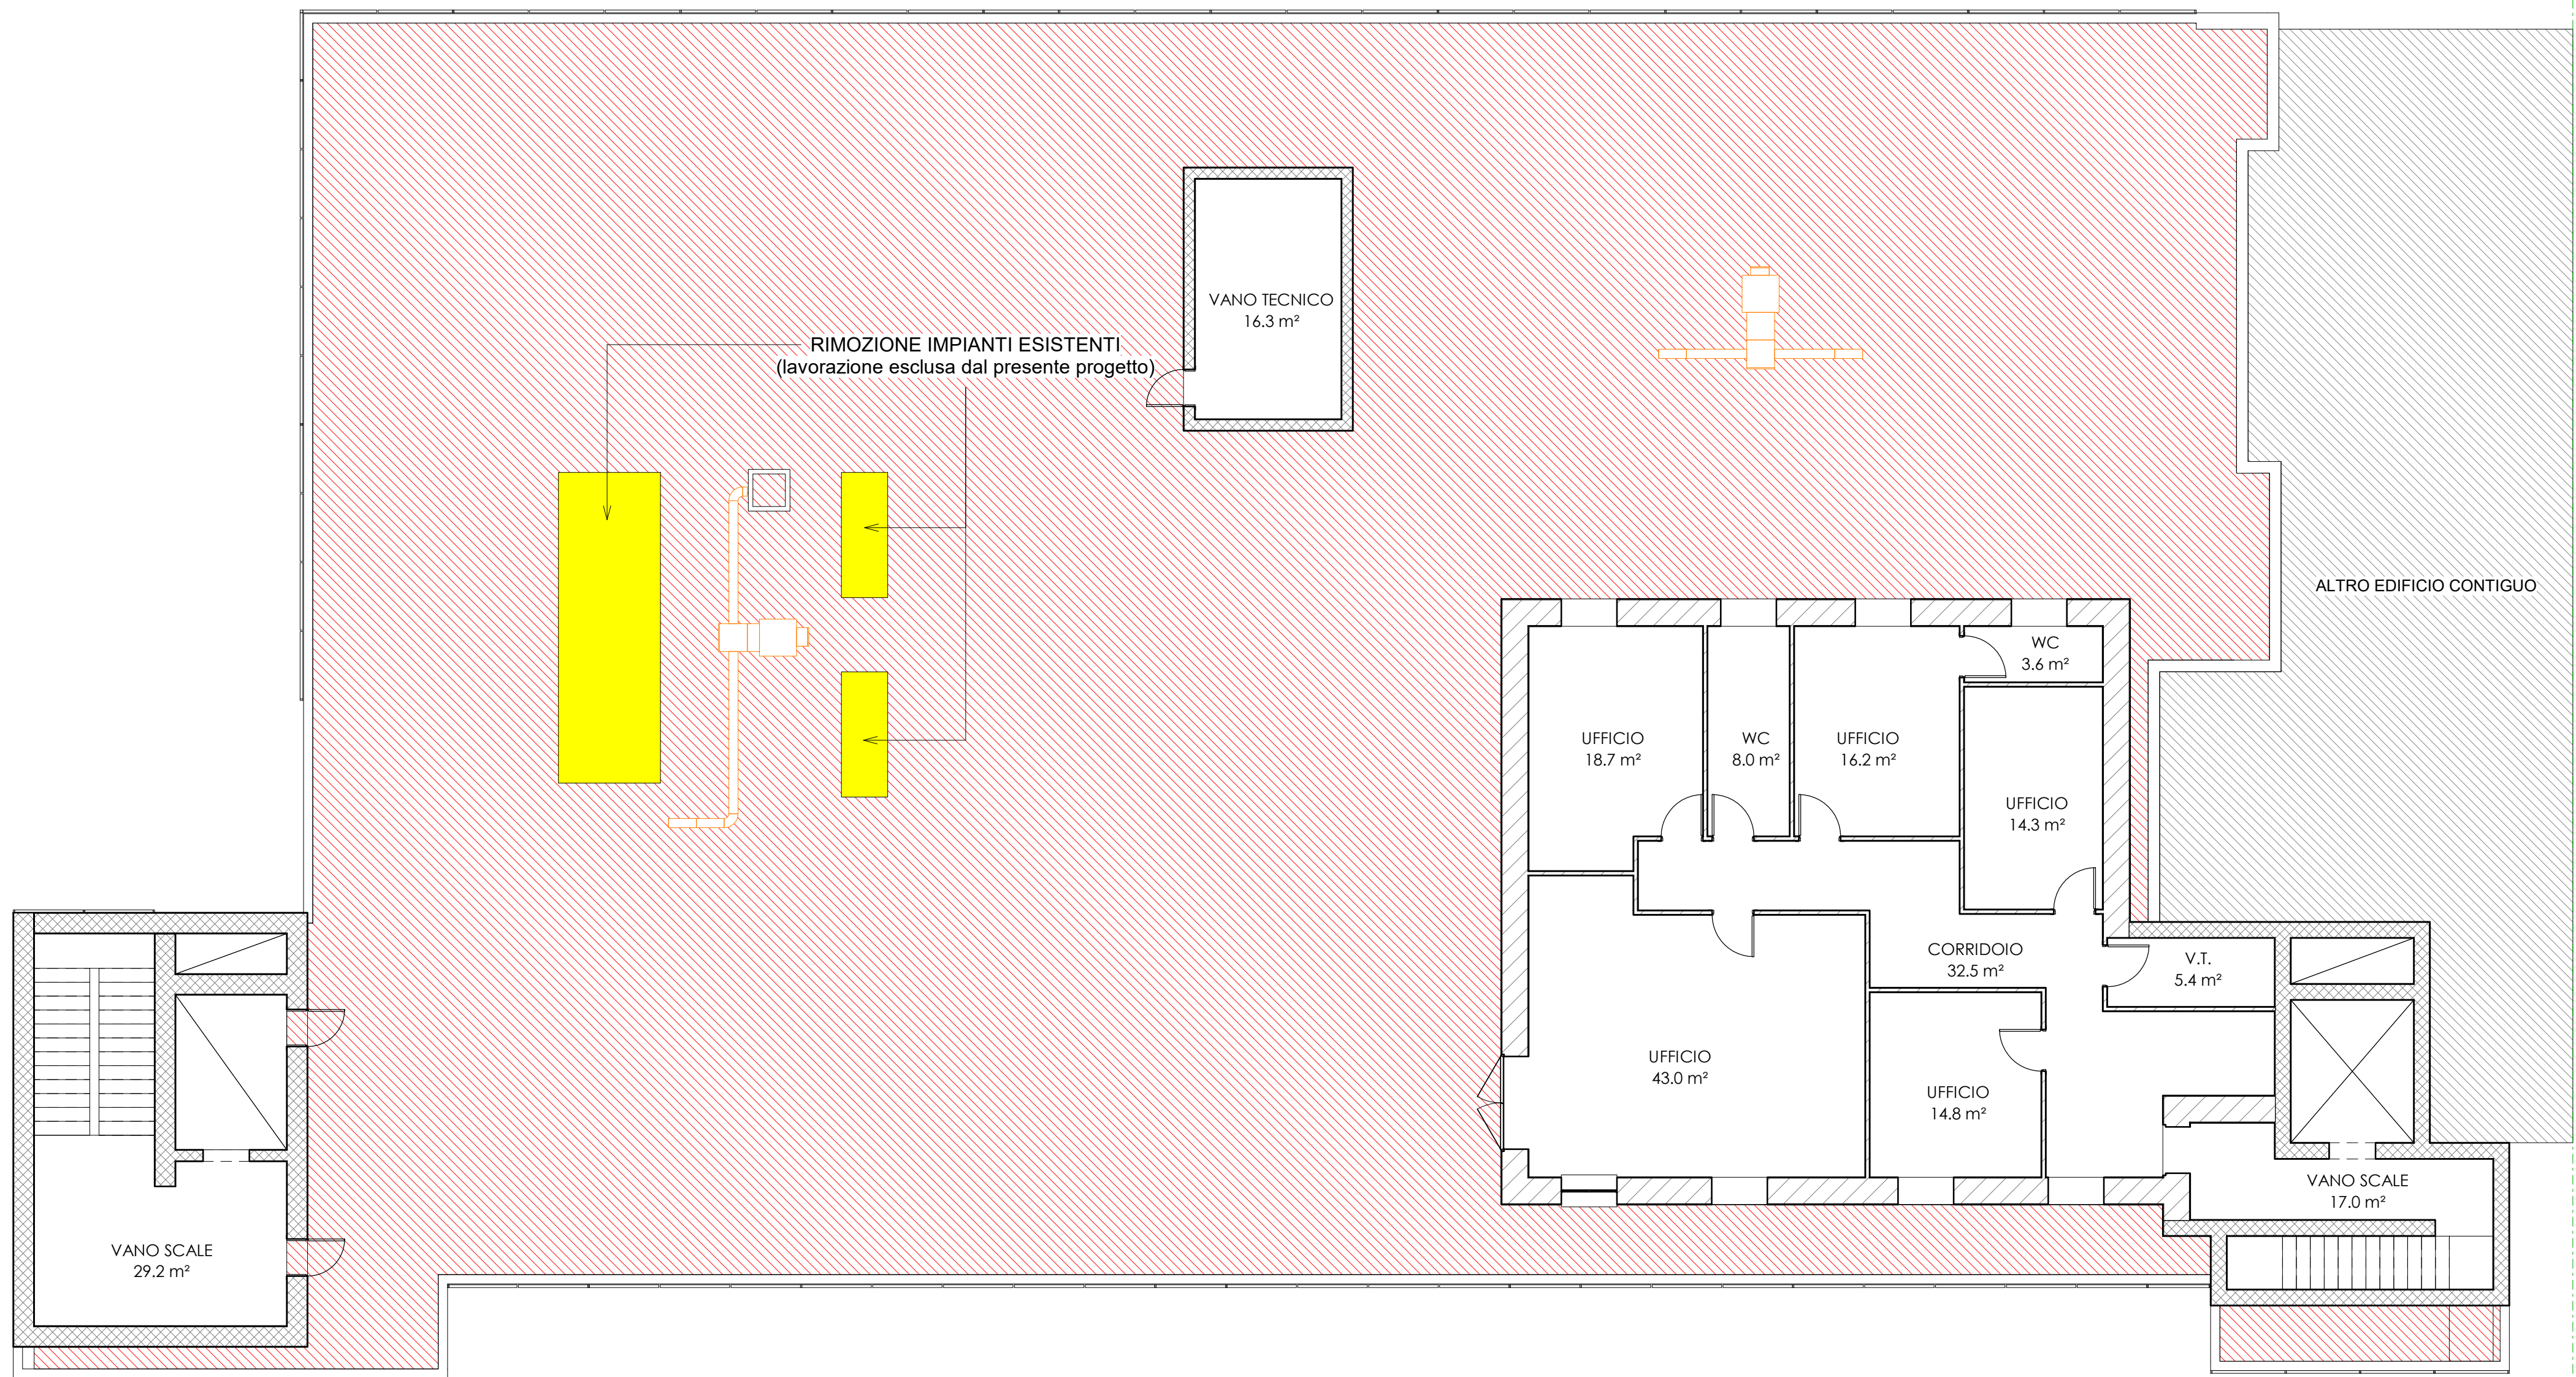 VANO TECNICO
16.3 m²
RIMOZIONE IMPIANTI ESISTENTI
(lavorazione esclusa dal presente progetto)
ALTRO EDIFICIO CONTIGUO
WC
3.6 m²
UFFICIO
18.7 m²
WC
8.0 m²
UFFICIO
16.2 m²
UFFICIO
14.3 m²
CORRIDOIO
32.5 m²
V.T.
5.4 m²
UFFICIO
43.0 m²
UFFICIO
14.8 m²
VANO SCALE
17.0 m²
VANO SCALE
29.2 m²